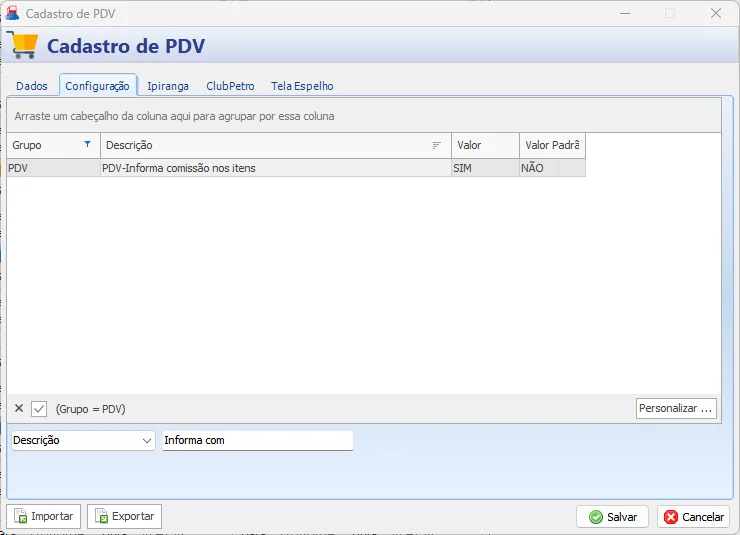 Cadastro de PDV
Cadastro de PDV
Dados Configuração Ipiranga ClubPetro Tela Espelho
Arraste um cabeçalho da coluna aqui para agrupar por essa coluna
Grupo Descrição Valor Valor Padrã
PDV PDV-Informa comissão nos itens SIM NÃO
(Grupo = PDV) Personalizar ...
Descrição Informa com
Importar Exportar Salvar Cancelar